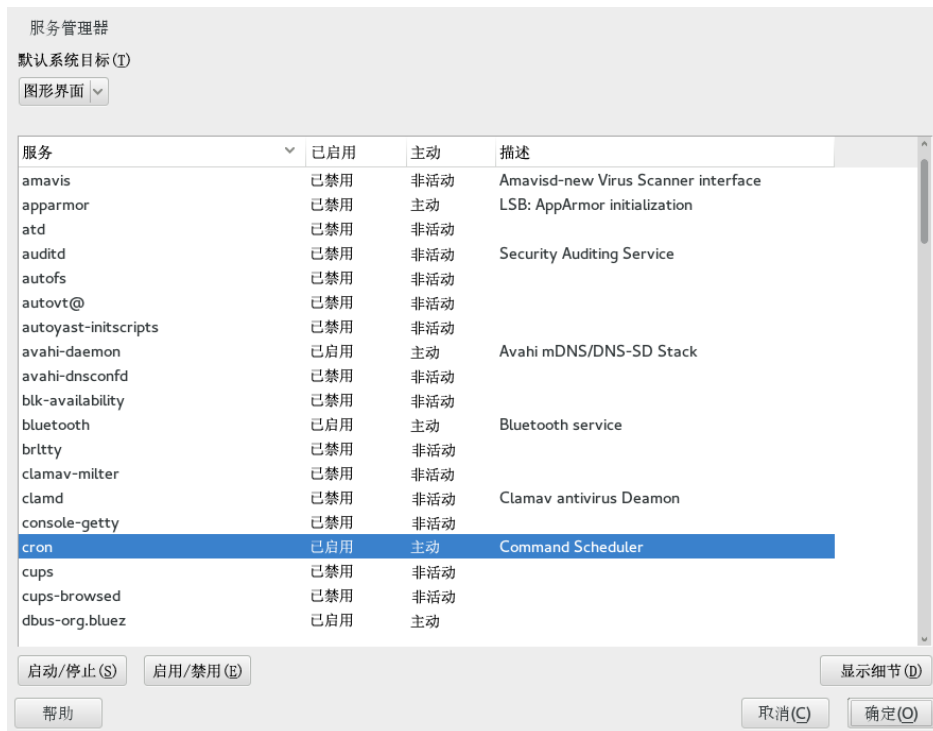 服务管理器
默认系统目标(T)
图形界面
服务 已启用 主动 描述
amavis 已禁用 非活动 Amavisd-new Virus Scanner interface
apparmor 已禁用 主动 LSB: AppArmor initialization
atd 已禁用 非活动
auditd 已禁用 非活动 Security Auditing Service
autofs 已禁用 非活动
autovt@ 已禁用 非活动
autoyast-initscripts 已禁用 非活动
avahi-daemon 已启用 主动 Avahi mDNS/DNS-SD Stack
avahi-dnsconfd 已禁用 非活动
blk-availability 已禁用 非活动
bluetooth 已启用 主动 Bluetooth service
brltty 已禁用 非活动
clamav-milter 已禁用 非活动
clamd 已禁用 非活动 Clamav antivirus Deamon
console-getty 已禁用 非活动
cron 已启用 主动 Command Scheduler
cups 已禁用 非活动
cups-browsed 已禁用 非活动
dbus-org.bluez 已启用 主动
启动/停止(S) 启用/禁用(E) 显示细节(D)
帮助 取消(C) 确定(O)